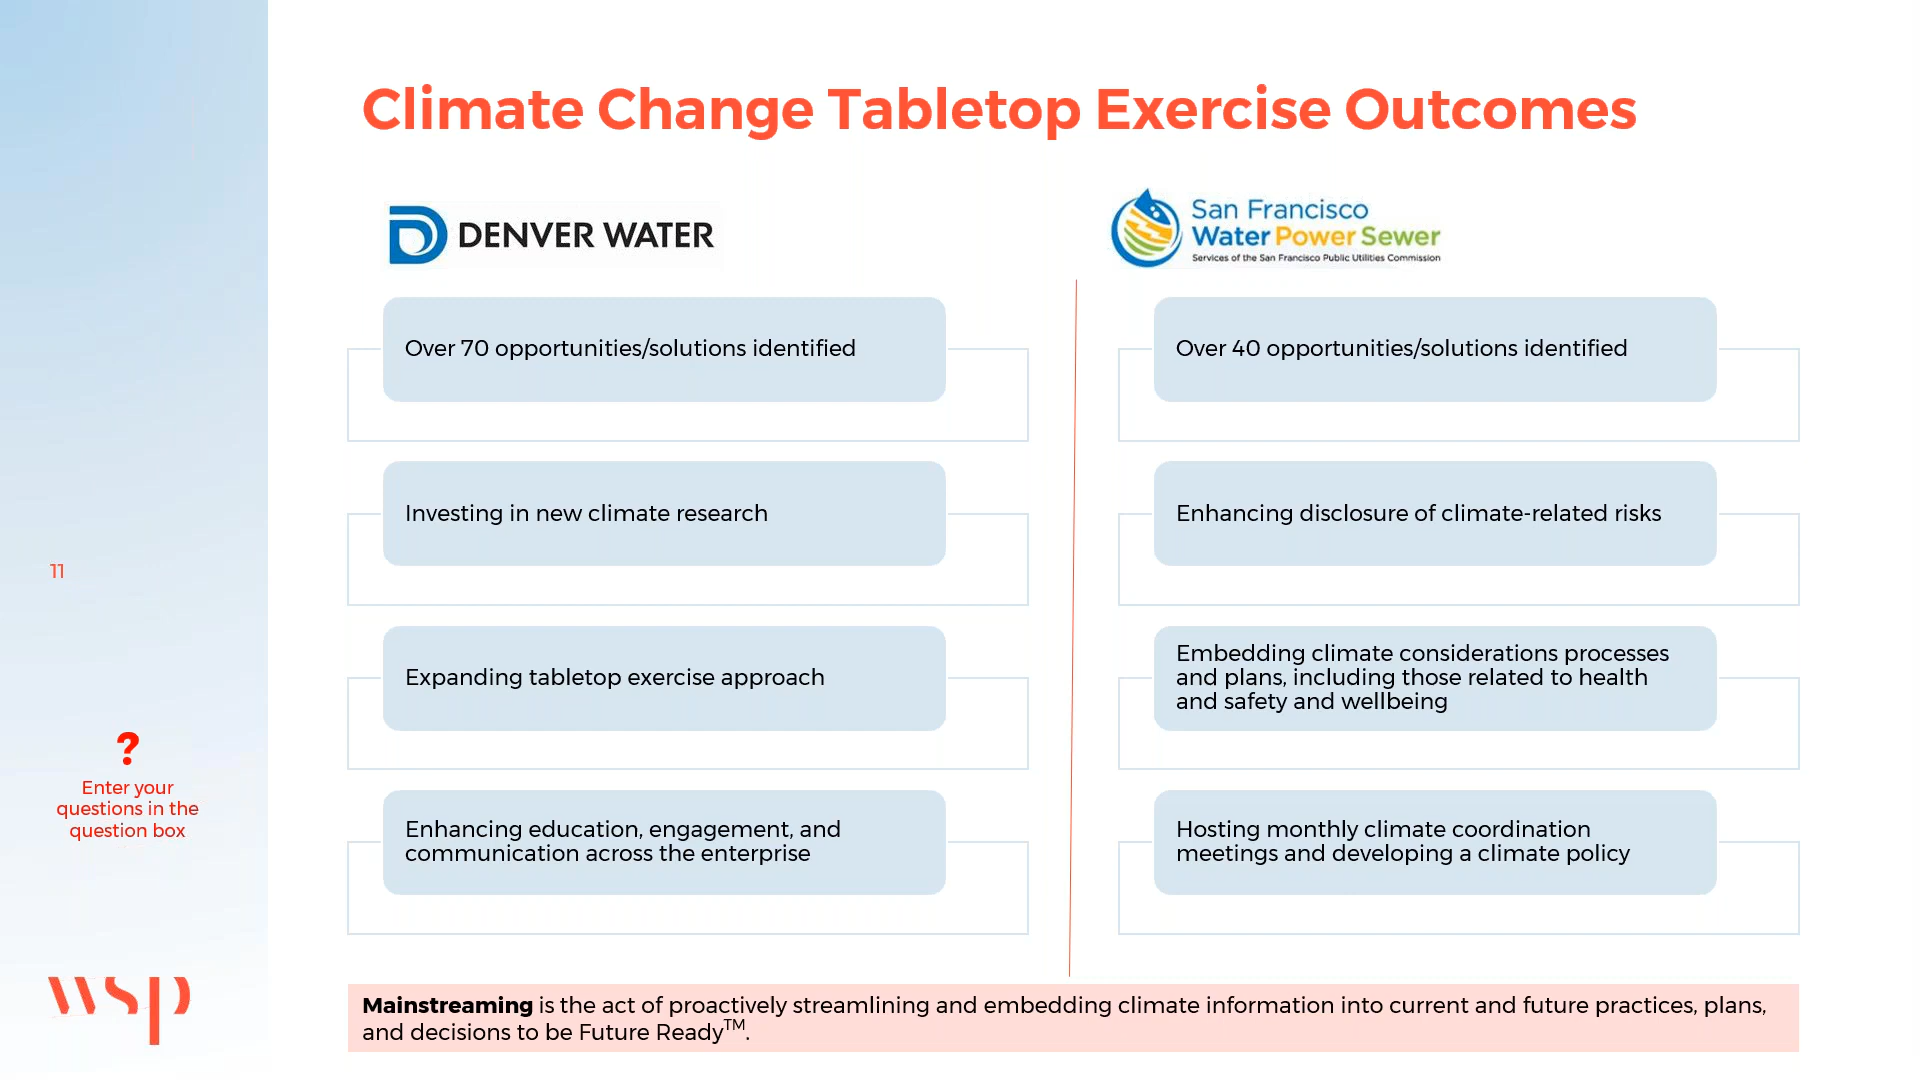 Climate Change Tabletop Exercise Outcomes
DENVER WATER
Over 70 opportunities/solutions identified
Investing in new climate research
Expanding tabletop exercise approach
Enhancing education, engagement, and
communication across the enterprise
San Francisco
Water Power Sewer
Services of the San Francisco Public Utilities Commission
Over 40 opportunities/solutions identified
Enhancing disclosure of climate-related risks
Embedding climate considerations processes
and plans, including those related to health
and safety and wellbeing
Hosting monthly climate coordination
meetings and developing a climate policy
Mainstreaming is the act of proactively streamlining and embedding climate information into current and future practices, plans,
and decisions to be Future Ready™.
11
?
Enter your
questions in the
question box
wsp